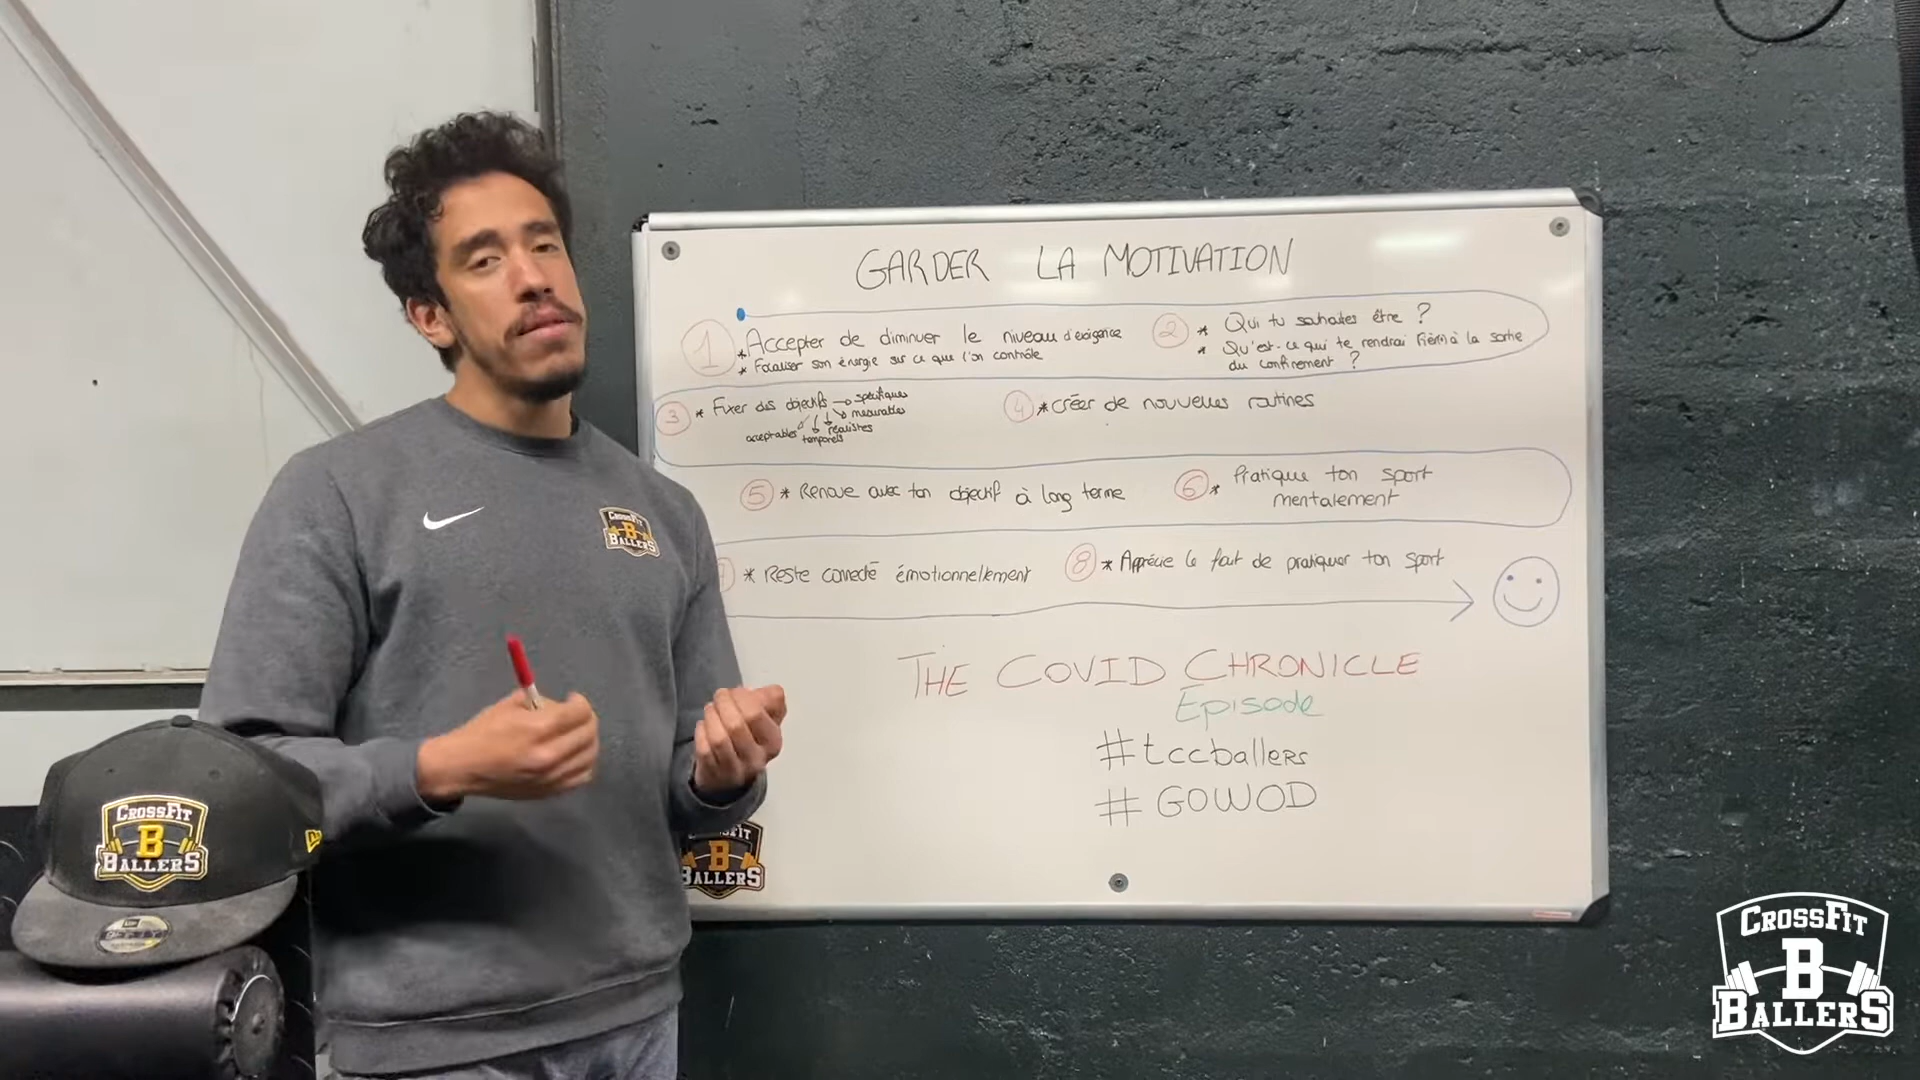 GARDER LA MOTIVATION
1 * Accepter de diminuer le niveau d'exigence
* Focaliser son énergie sur ce que l'on contrôle
2 * Qui tu souhaites être ?
* Qu'est-ce qui te rendrai Fièr(e) à la sortie
du confinement ?
3 * Fixer des objectifs → spécifiques
mesurables
réalistes
temporels
acceptables
4 * créer de nouvelles routines
5 * Renoue avec ton objectif à long terme
6 * Pratique ton sport
mentalement
7 * Reste connecté émotionnellement
8 * Apprécie le fait de pratiquer ton sport
THE COVID CHRONICLE
Episode
#tccballers
#GOWOD
CROSSFIT
B
BALLERS
CROSSFIT
B
BALLERS
CROSSFIT
B
BALLERS
CROSSFIT
B
BALLERS